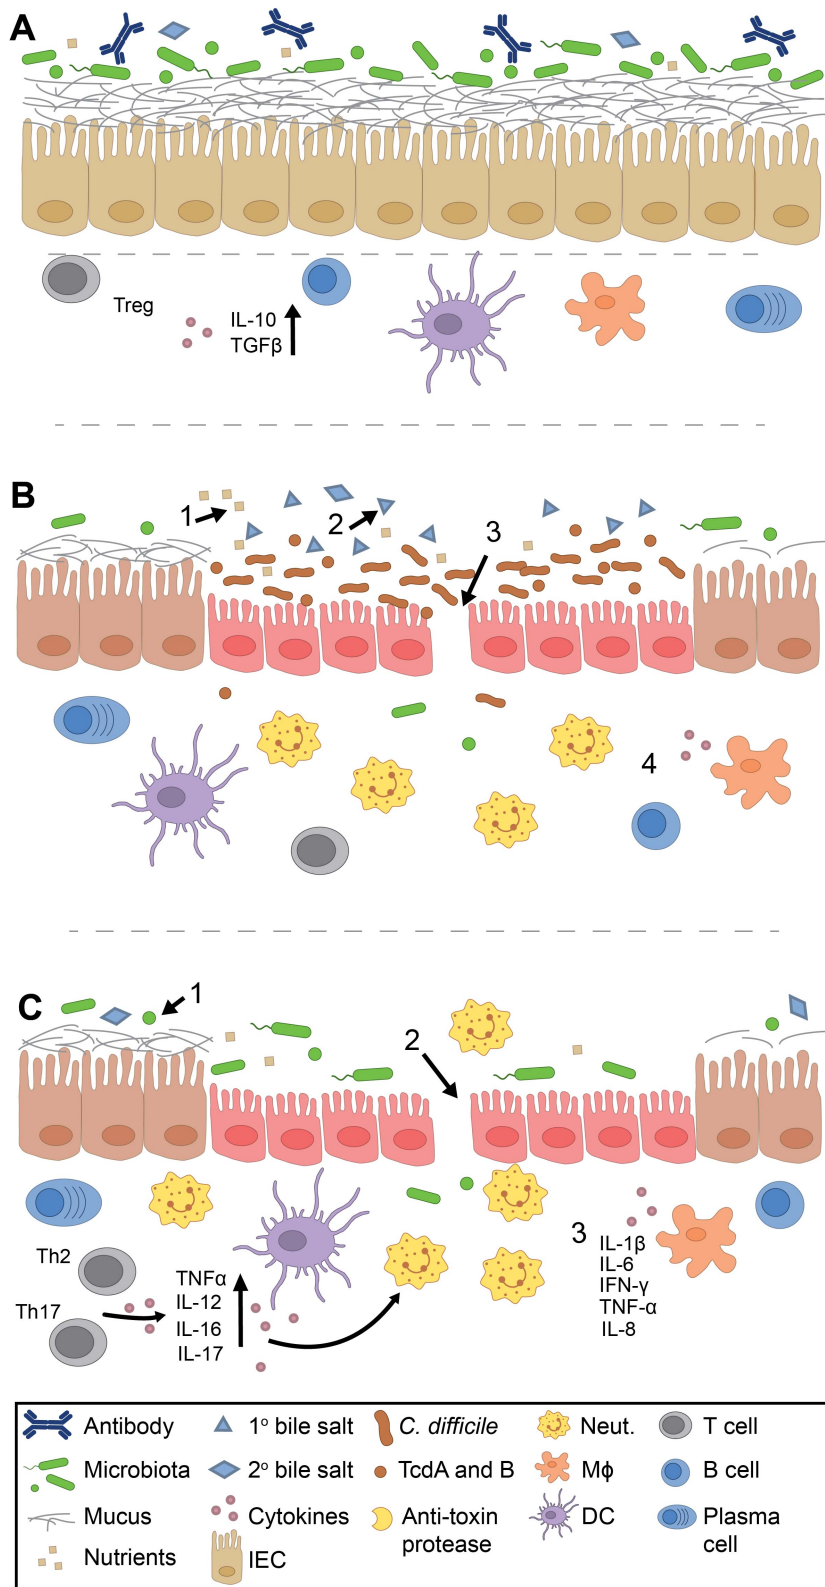 A
Treg
IL-10
TGFβ
B
1
2
3
4
C
1
2
Th2
Th17
TNFα
IL-12
IL-16
IL-17
3
IL-1β
IL-6
IFN-γ
TNF-α
IL-8
Antibody
1° bile salt
C. difficile
Neut.
T cell
Microbiota
2° bile salt
TcdA and B
Mϕ
B cell
Mucus
Cytokines
Anti-toxin
protease
DC
Plasma
cell
Nutrients
IEC